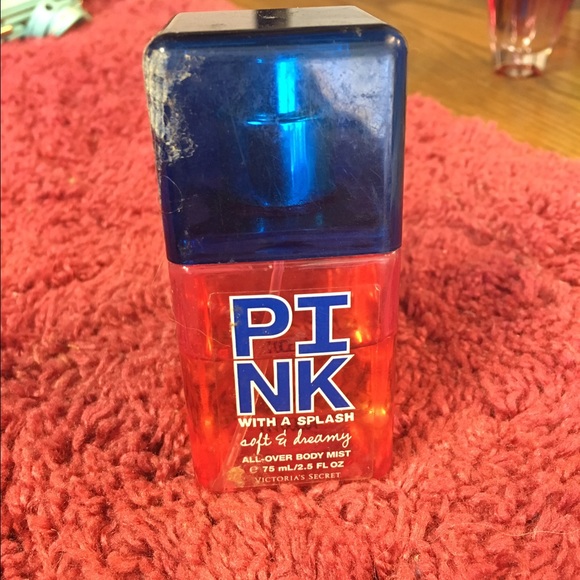 PI
NK
WITH A SPLASH
soft & dreamy
ALL-OVER BODY MIST
℮ 75 mL/2.5 FL OZ
VICTORIA'S SECRET